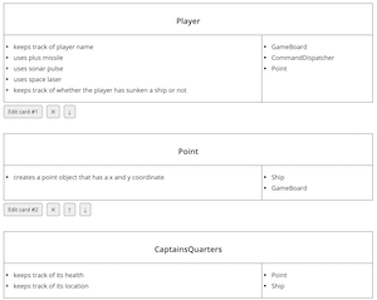 Player
keeps track of player name
uses plus missile
uses sonar pulse
uses space laser
keeps track of whether the player has sunken a ship or not
GameBoard
CommandDispatcher
Point
Edit card #1 × ↓
Point
creates a point object that has a x and y coordinate
Ship
GameBoard
Edit card #2 × ↑ ↓
CaptainsQuarters
keeps track of its health
keeps track of its location
Point
Ship